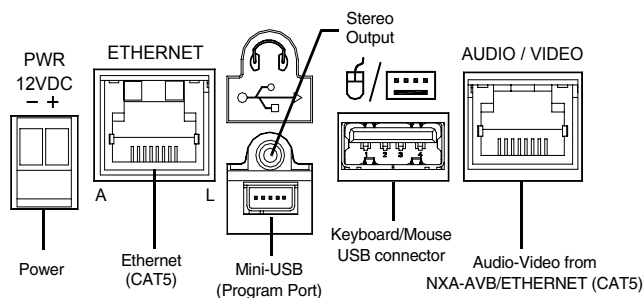 Stereo
Output
PWR
12VDC
– +
ETHERNET
AUDIO / VIDEO
1 2 3 4
A L
Power
Ethernet
(CAT5)
Mini-USB
(Program Port)
Keyboard/Mouse
USB connector
Audio-Video from
NXA-AVB/ETHERNET (CAT5)